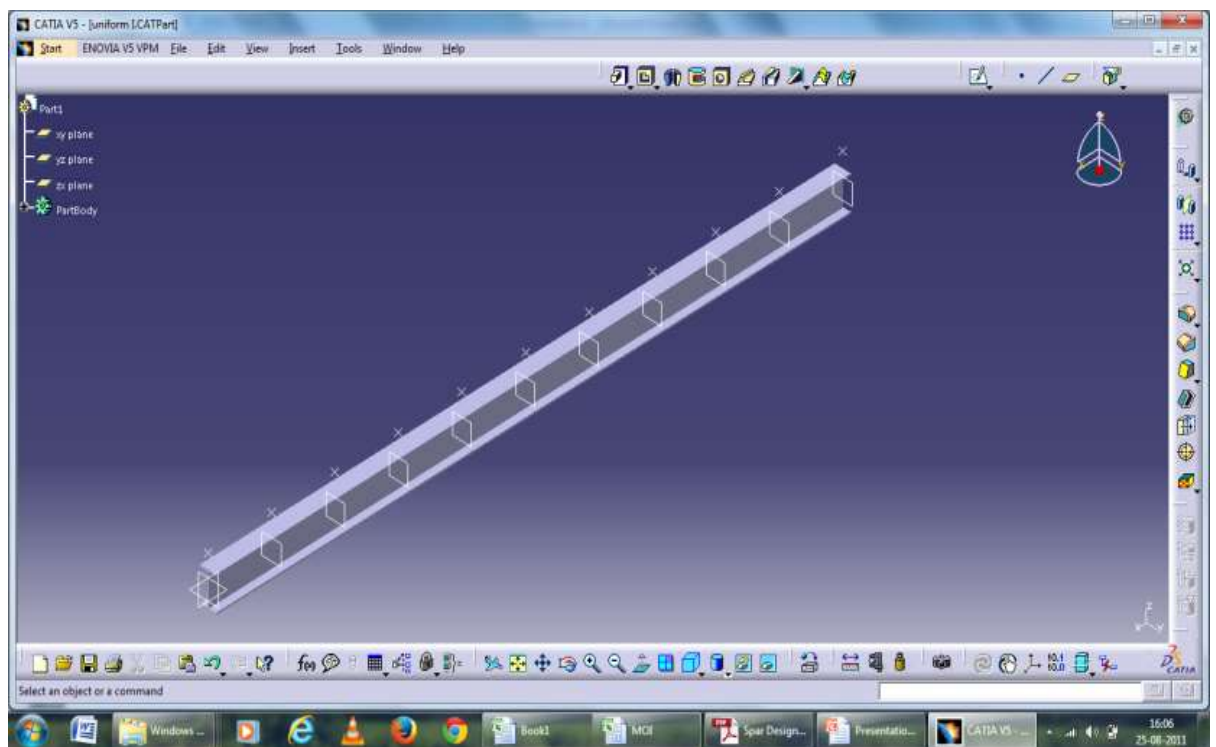 CATIA V5 - [uniform I.CATPart]
Start ENOVIA V5 VPM File Edit View Insert Tools Window Help
Part1
xy plane
yz plane
zx plane
PartBody
Select an object or a command
CATIA
Windows ...
Book1
MOI
Spar Design...
Presentatio...
CATIA V5 - ...
16:06
25-08-2011